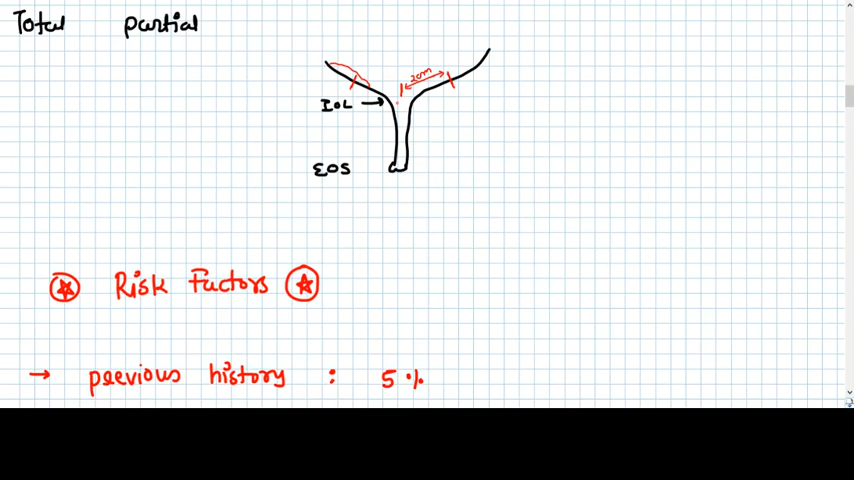 Total partial
2cm
IOL
EOS
Risk Factors
→ previous history : 5 %